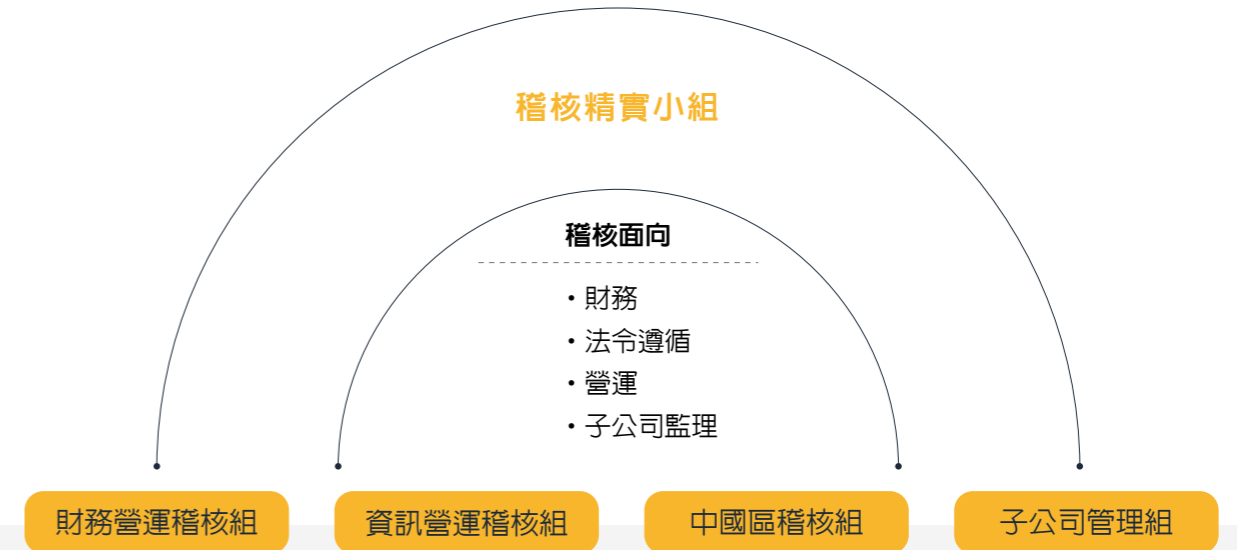 稽核精實小組
稽核面向
・財務
・法令遵循
・營運
・子公司監理
財務營運稽核組
資訊營運稽核組
中國區稽核組
子公司管理組